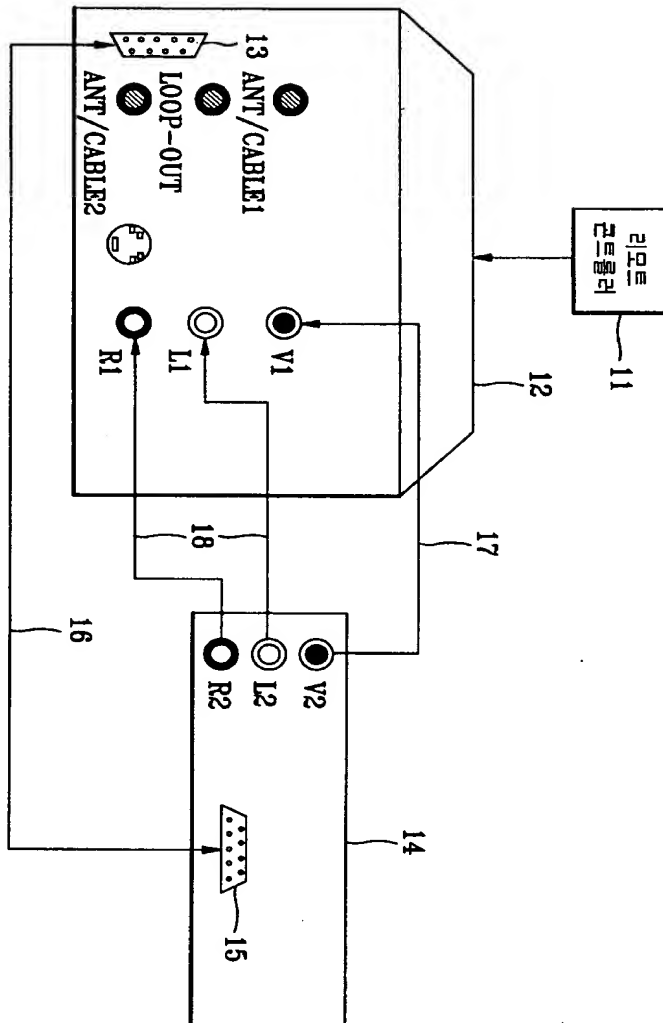 리모트
콘트롤러
11
12
13
ANT/CABLE1
LOOP-OUT
ANT/CABLE2
V1
L1
R1
17
18
16
V2
L2
R2
14
15